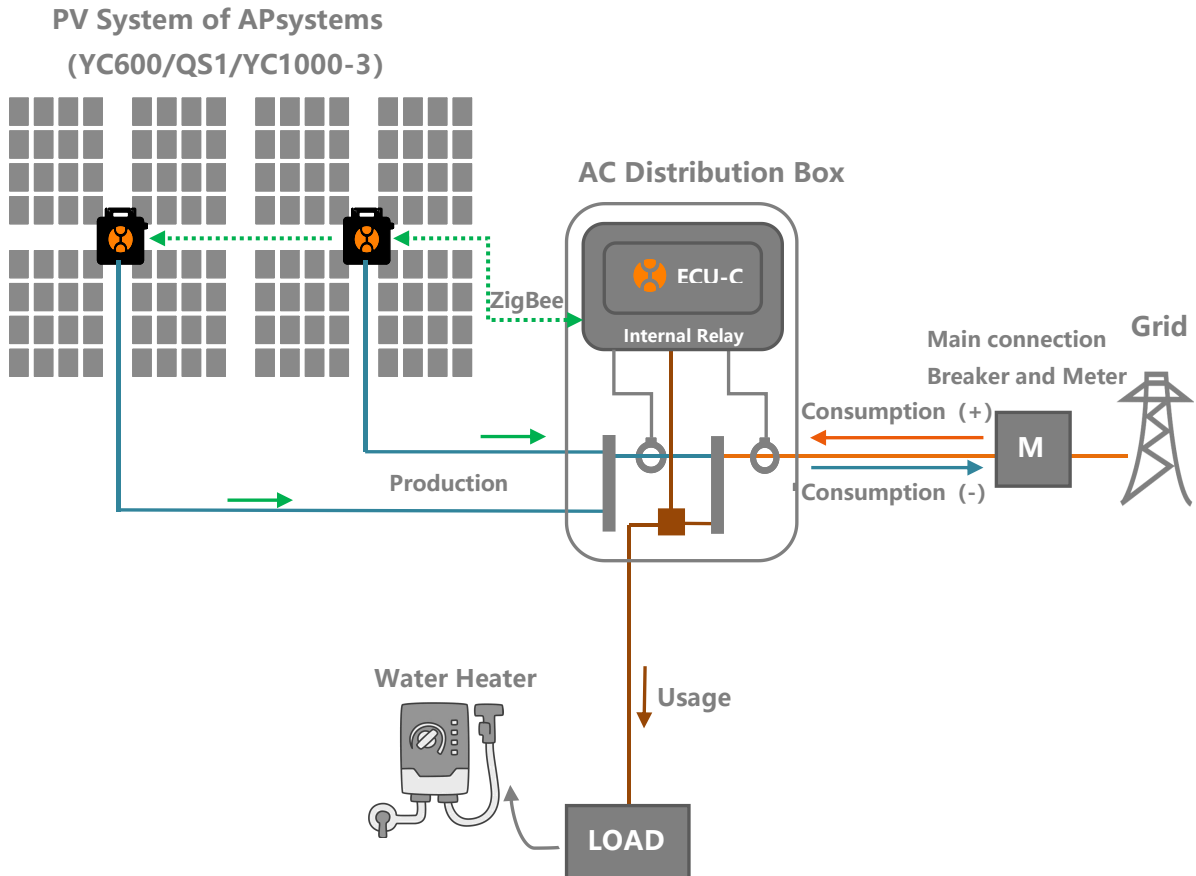 PV System of APsystems
(YC600/QS1/YC1000-3)
AC Distribution Box
ECU-C
ZigBee
Internal Relay
Grid
Main connection
Breaker and Meter
Consumption (+)
M
Production
Consumption (-)
Water Heater
Usage
LOAD